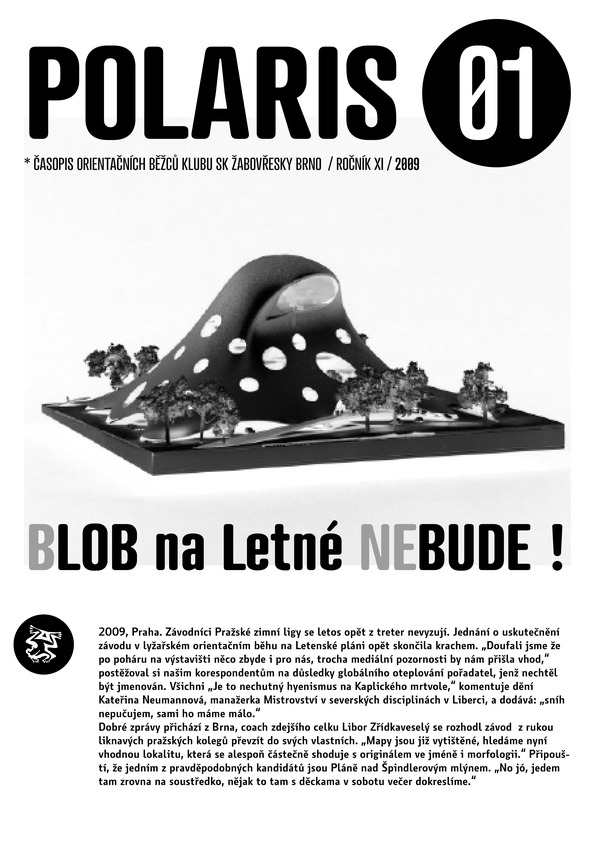 POLARIS 01
* ČASOPIS ORIENTAČNÍCH BĚŽCŮ KLUBU SK ŽABOVŘESKY BRNO / ROČNÍK XI / 2009
BLOB na Letné NEBUDE !
2009, Praha. Závodníci Pražské zimní ligy se letos opět z treter nevyzují. Jednání o uskutečnění
závodu v lyžařském orientačním běhu na Letenské pláni opět skončila krachem. „Doufali jsme že
po poháru na výstavišti něco zbyde i pro nás, trocha mediální pozornosti by nám přišla vhod,“
postěžoval si našim korespondentům na důsledky globálního oteplování pořadatel, jenž nechtěl
být jmenován. Všichni „Je to nechutný hyenismus na Kaplického mrtvole,“ komentuje dění
Kateřina Neumannová, manažerka Mistrovství v severských disciplinách v Liberci, a dodává: „sníh
nepučujem, sami ho máme málo.“
Dobré zprávy přichází z Brna, coach zdejšího celku Libor Zřídkaveselý se rozhodl závod z rukou
liknavých pražských kolegů převzít do svých vlastních. „Mapy jsou již vytištěné, hledáme nyní
vhodnou lokalitu, která se alespoň částečně shoduje s originálem ve jméně i morfologii.“ Připouš-
tí, že jedním z pravděpodobných kandidátů jsou Pláně nad Špindlerovým mlýnem. „No jó, jedem
tam zrovna na soustředko, nějak to tam s děckama v sobotu večer dokreslíme.“